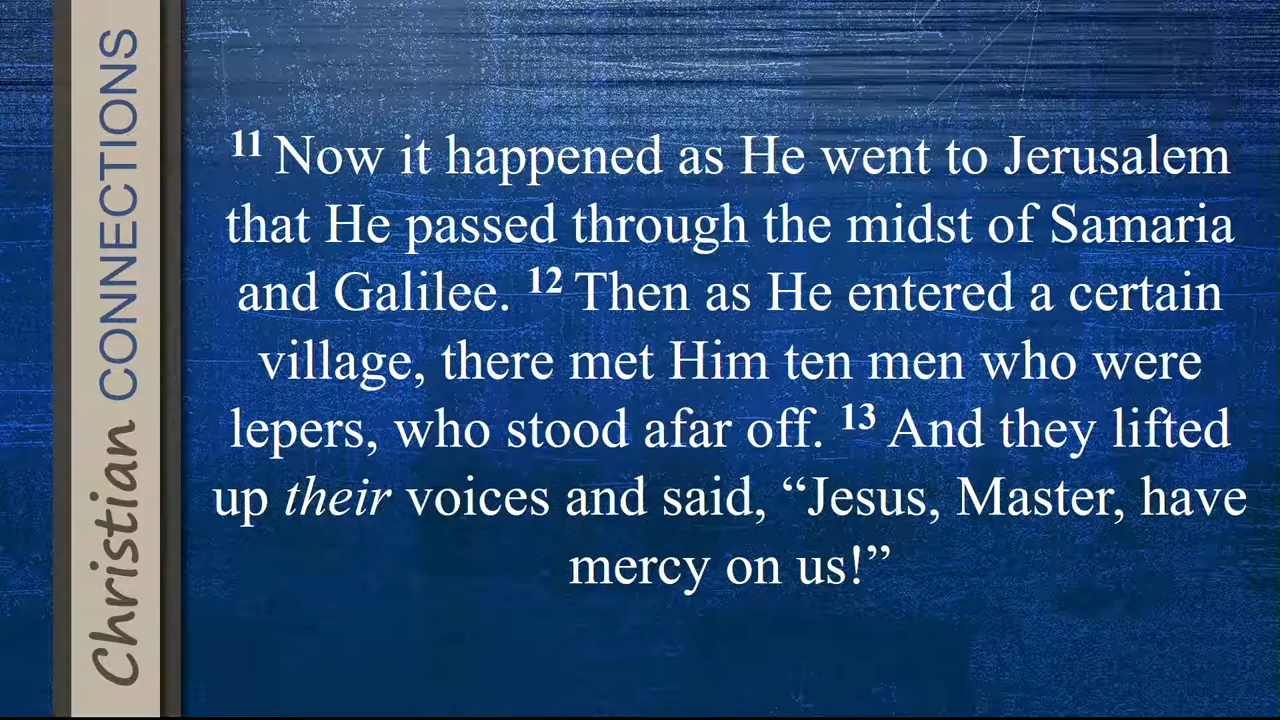 Christian CONNECTIONS
11 Now it happened as He went to Jerusalem
that He passed through the midst of Samaria
and Galilee. 12 Then as He entered a certain
village, there met Him ten men who were
lepers, who stood afar off. 13 And they lifted
up their voices and said, “Jesus, Master, have
mercy on us!”